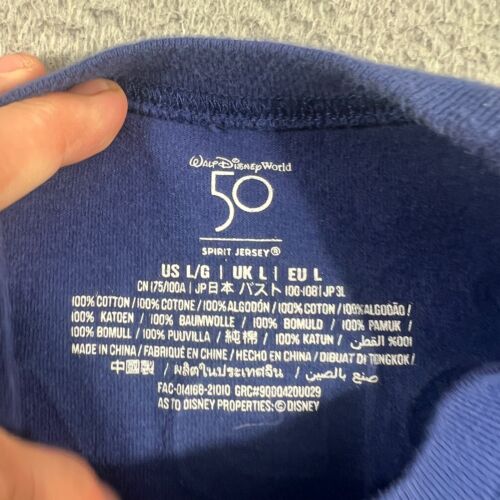 Walt Disney World
50
SPIRIT JERSEY®
US L/G | UK L | EU L
CN 175/100A | JP日本 バスト 100-108 | JP 3L
100% COTTON / 100% COTONE / 100% ALGODÓN / 100% COTON / 100% ALGODÃO /
100% KATOEN / 100% BAUMWOLLE / 100% BOMULD / 100% PAMUK /
100% BOMULL / 100% PUUVILLA / 純棉 / 100% KATUN / 100% القطن
MADE IN CHINA / FABRIQUÉ EN CHINE / HECHO EN CHINA / DIBUAT DI TIONGKOK /
中國製 / ผลิตในประเทศจีน / صنع بالصين
FAC-014168-21010 GRC#9000420U029
AS TO DISNEY PROPERTIES: © DISNEY